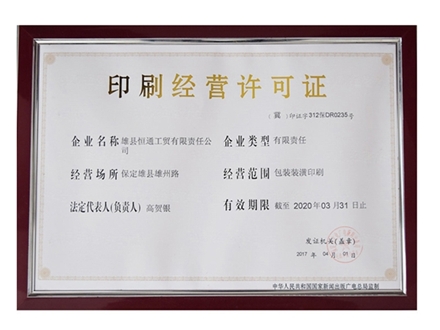 印刷经营许可证
( 冀 ) 印证字 312第DR0235号
企业名称 雄县恒通工贸有限责任公司
企业类型 有限责任
经营场所 保定雄县雄州路
经营范围 包装装潢印刷
法定代表人(负责人) 高贺银
有效期限 截至 2020年03月31日止
发证机关(盖章)
2017 年 04 月 01 日
中华人民共和国国家新闻出版广电总局监制